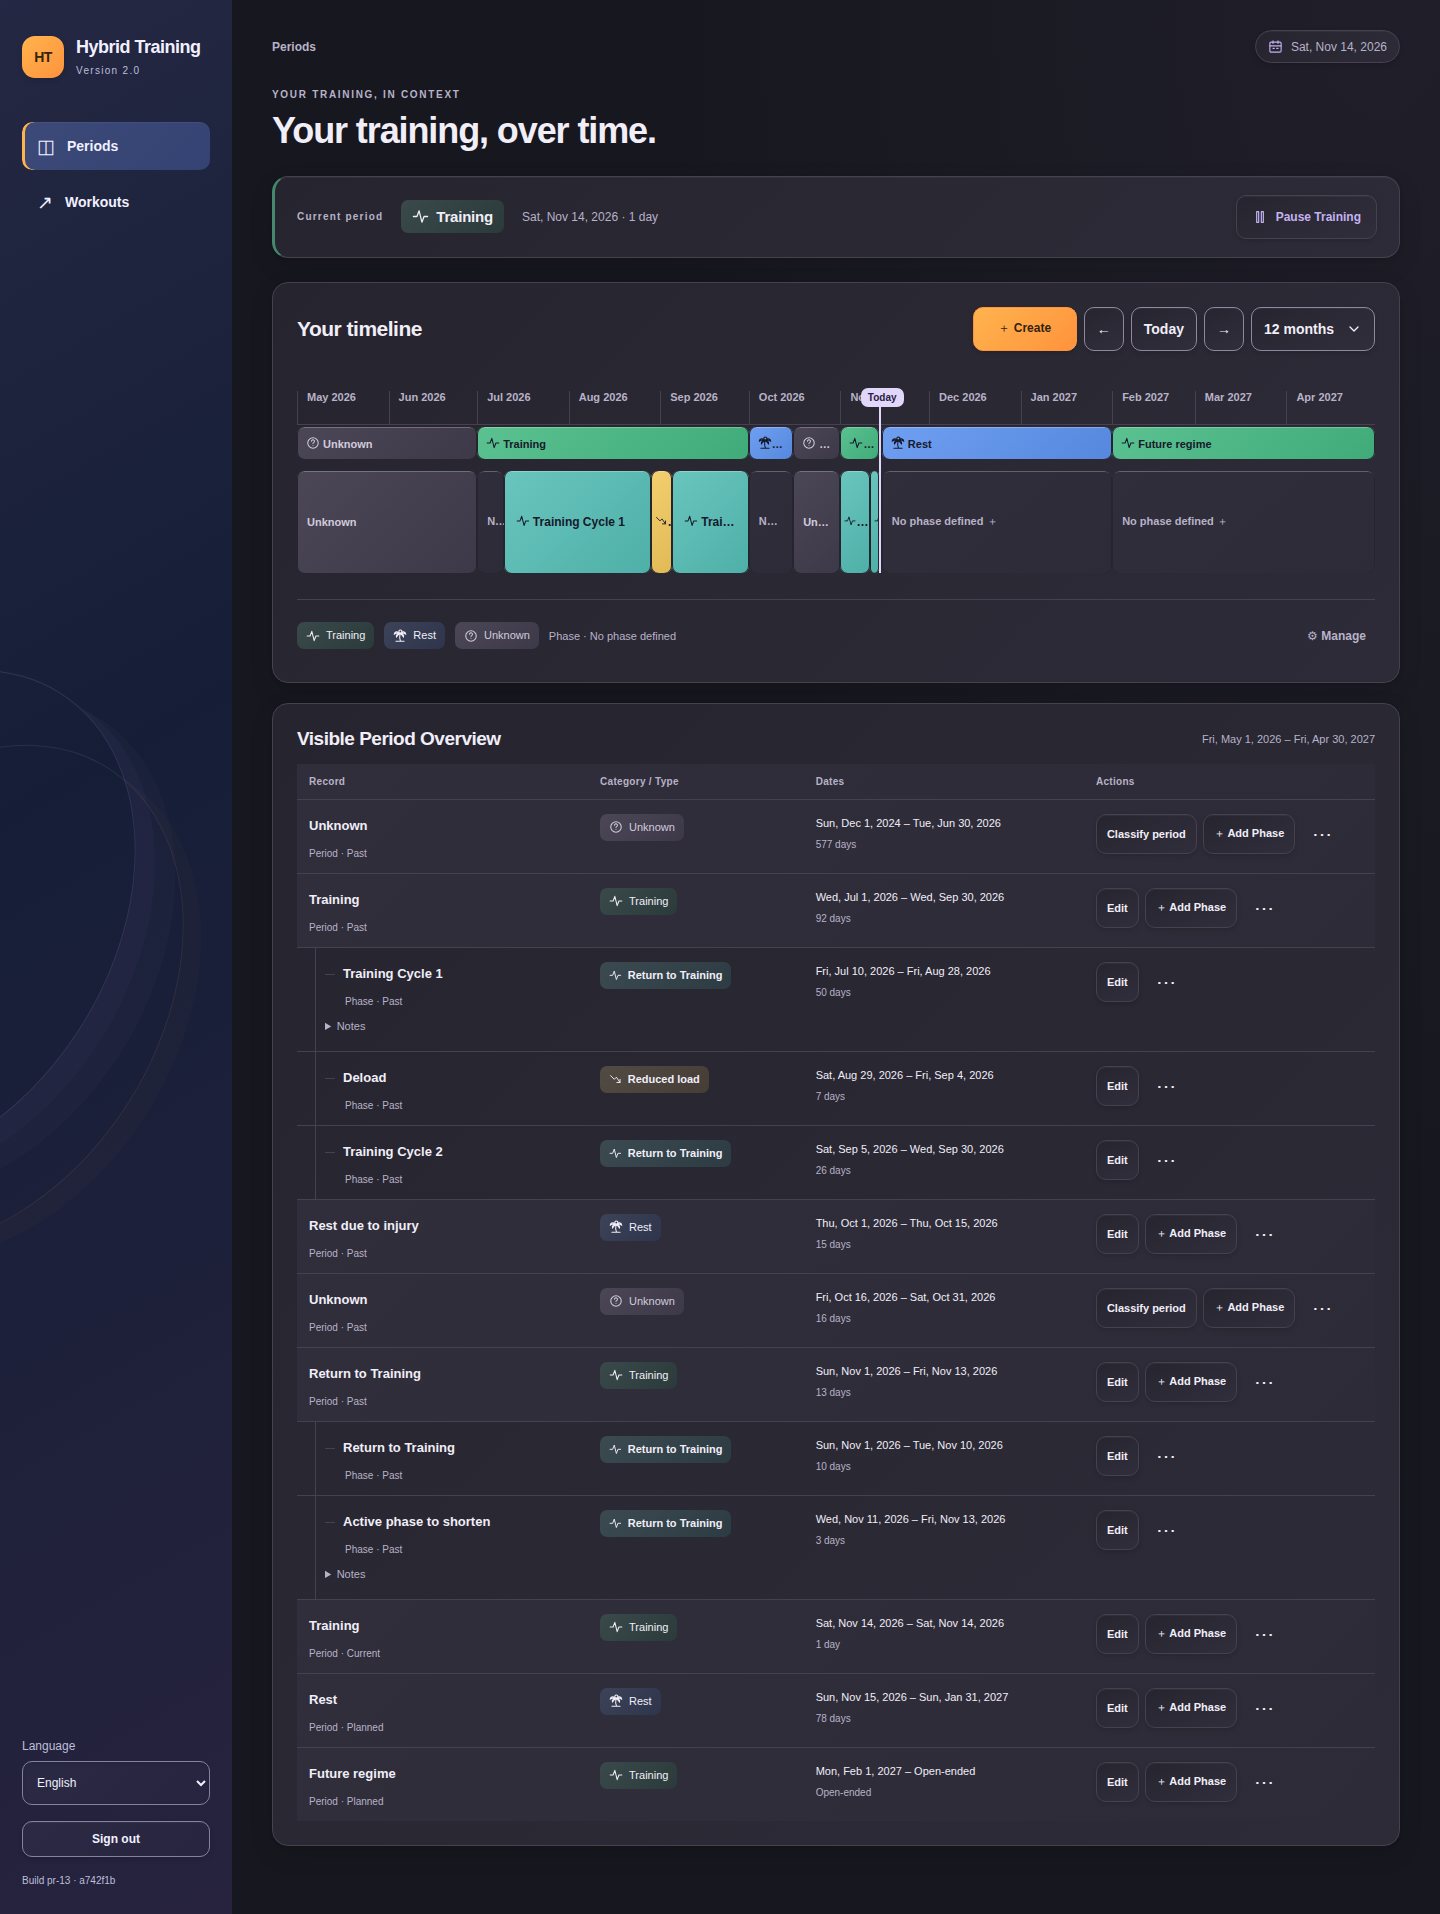 HT
Hybrid Training
Version 2.0
Periods
Workouts
Language
English
Sign out
Build pr-13 · a742f1b
Periods
Sat, Nov 14, 2026
YOUR TRAINING, IN CONTEXT
Your training, over time.
Current period
Training
Sat, Nov 14, 2026 · 1 day
Pause Training
Your timeline
+ Create
←
Today
→
12 months
May 2026
Jun 2026
Jul 2026
Aug 2026
Sep 2026
Oct 2026
Today
Dec 2026
Jan 2027
Feb 2027
Mar 2027
Apr 2027
Unknown
Training
…
…
…
Rest
Future regime
Unknown
N…
Training Cycle 1
Trai…
N…
Un…
…
No phase defined +
No phase defined +
Training
Rest
Unknown
Phase · No phase defined
⚙ Manage
Visible Period Overview
Fri, May 1, 2026 – Fri, Apr 30, 2027
Record Category / Type Dates Actions
Unknown
Period · Past
Unknown
Sun, Dec 1, 2024 – Tue, Jun 30, 2026
577 days
Classify period
+ Add Phase
···
Training
Period · Past
Training
Wed, Jul 1, 2026 – Wed, Sep 30, 2026
92 days
Edit
+ Add Phase
···
Training Cycle 1
Phase · Past
▶ Notes
Return to Training
Fri, Jul 10, 2026 – Fri, Aug 28, 2026
50 days
Edit
···
Deload
Phase · Past
Reduced load
Sat, Aug 29, 2026 – Fri, Sep 4, 2026
7 days
Edit
···
Training Cycle 2
Phase · Past
Return to Training
Sat, Sep 5, 2026 – Wed, Sep 30, 2026
26 days
Edit
···
Rest due to injury
Period · Past
Rest
Thu, Oct 1, 2026 – Thu, Oct 15, 2026
15 days
Edit
+ Add Phase
···
Unknown
Period · Past
Unknown
Fri, Oct 16, 2026 – Sat, Oct 31, 2026
16 days
Classify period
+ Add Phase
···
Return to Training
Period · Past
Training
Sun, Nov 1, 2026 – Fri, Nov 13, 2026
13 days
Edit
+ Add Phase
···
Return to Training
Phase · Past
Return to Training
Sun, Nov 1, 2026 – Tue, Nov 10, 2026
10 days
Edit
···
Active phase to shorten
Phase · Past
▶ Notes
Return to Training
Wed, Nov 11, 2026 – Fri, Nov 13, 2026
3 days
Edit
···
Training
Period · Current
Training
Sat, Nov 14, 2026 – Sat, Nov 14, 2026
1 day
Edit
+ Add Phase
···
Rest
Period · Planned
Rest
Sun, Nov 15, 2026 – Sun, Jan 31, 2027
78 days
Edit
+ Add Phase
···
Future regime
Period · Planned
Training
Mon, Feb 1, 2027 – Open-ended
Open-ended
Edit
+ Add Phase
···